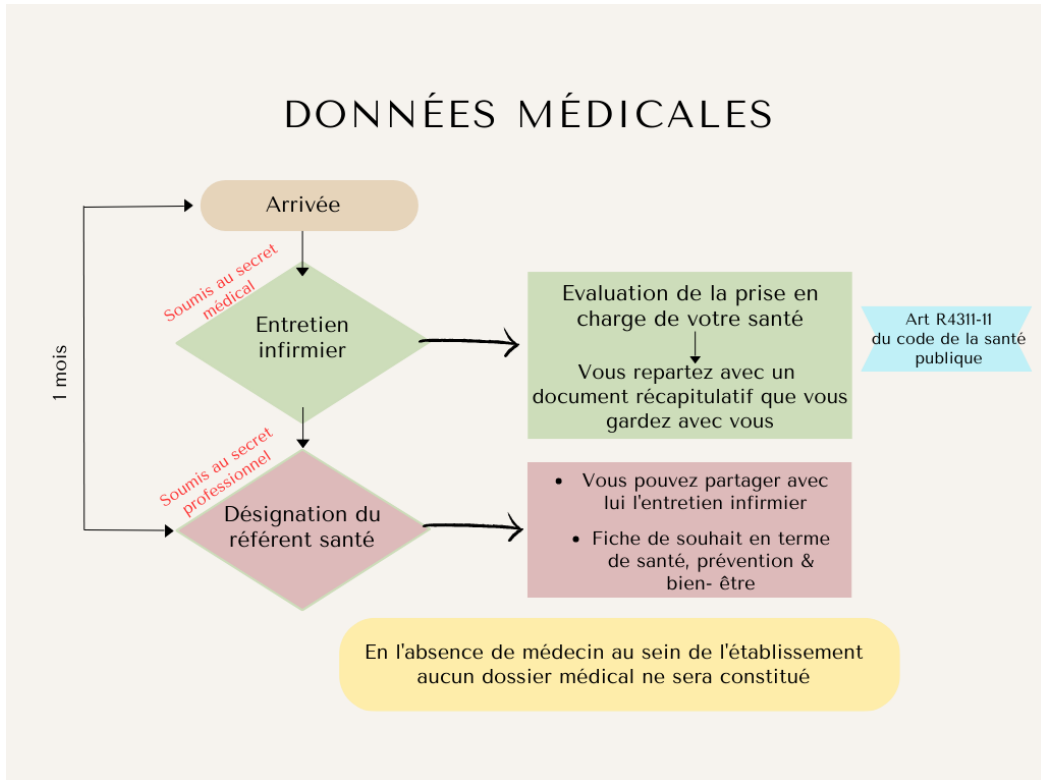 DONNÉES MÉDICALES
Arrivée
1 mois
Soumis au secret
médical
Entretien
infirmier
Evaluation de la prise en
charge de votre santé
Vous repartez avec un
document récapitulatif que vous
gardez avec vous
Art R4311-11
du code de la santé
publique
Soumis au secret
professionnel
Désignation du
référent santé
• Vous pouvez partager avec
lui l'entretien infirmier
• Fiche de souhait en terme
de santé, prévention &
bien- être
En l'absence de médecin au sein de l'établissement
aucun dossier médical ne sera constitué